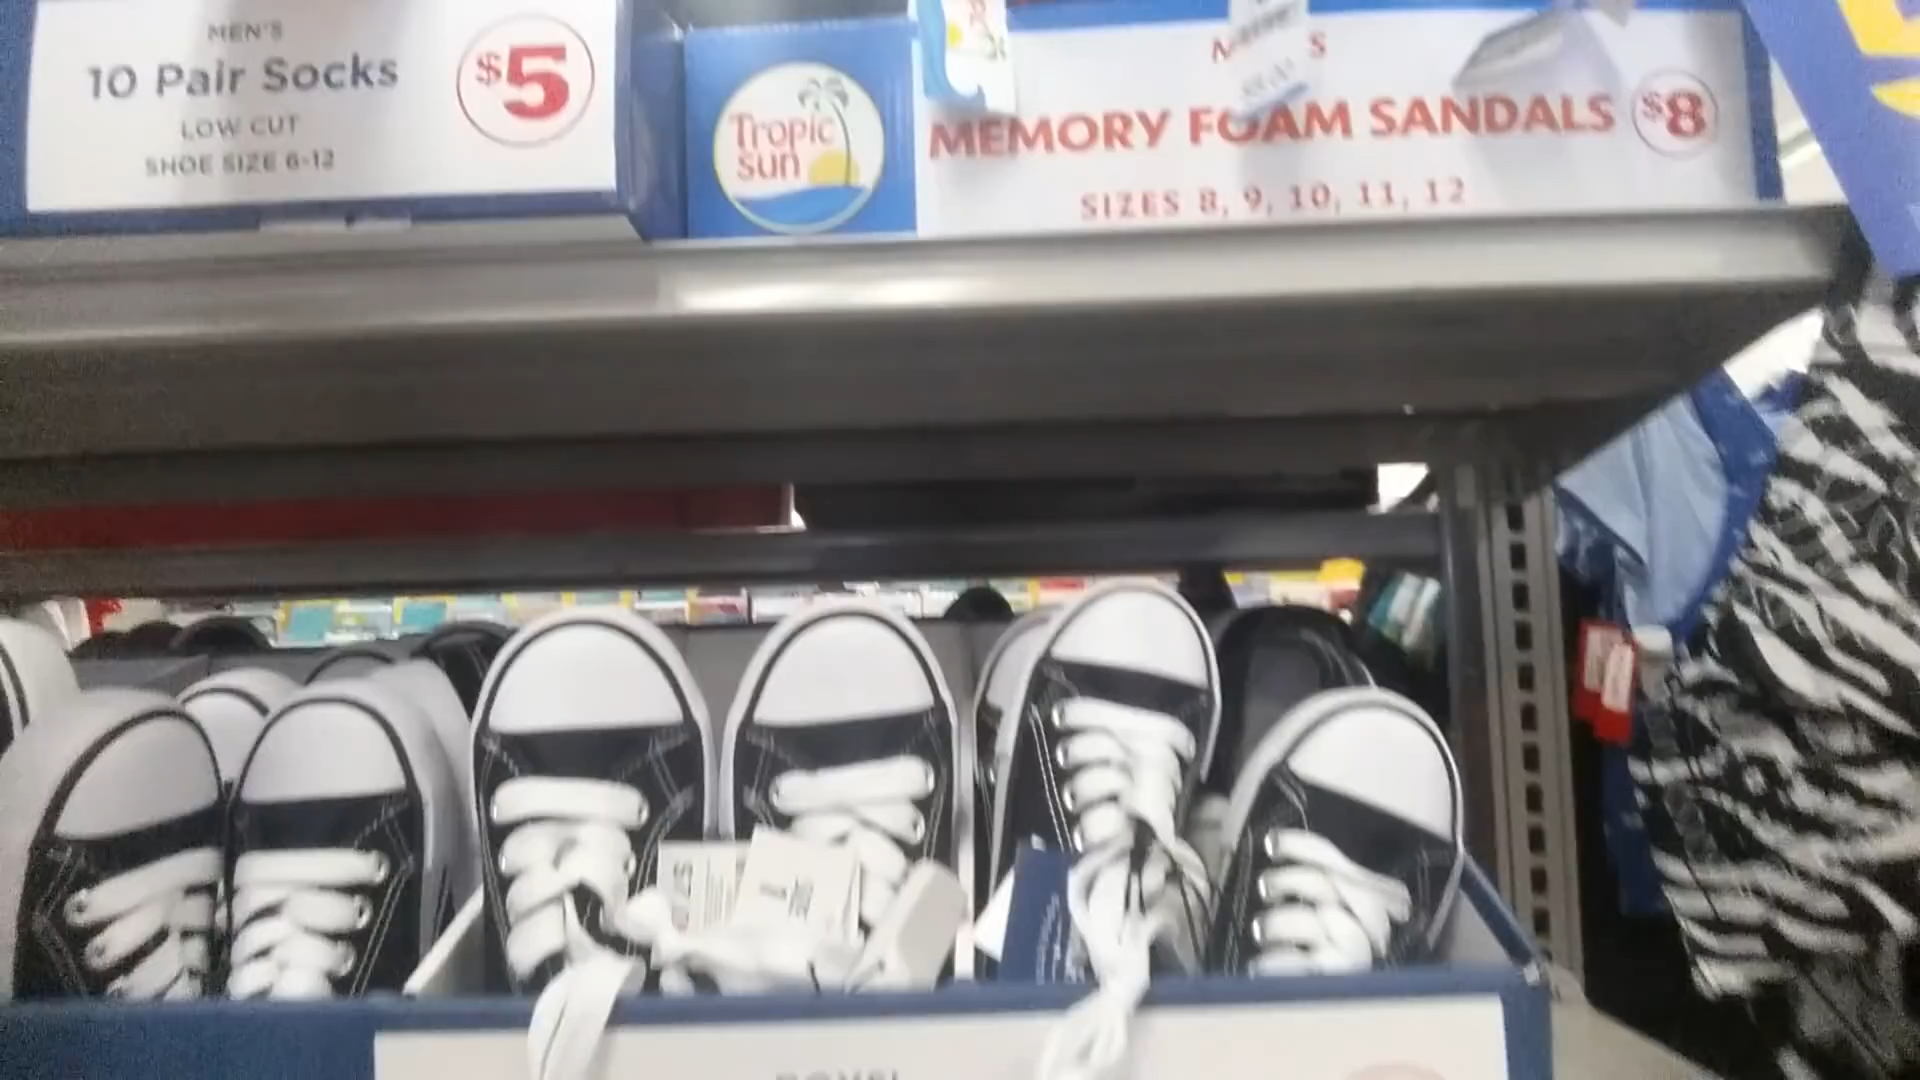 MEN'S
10 Pair Socks
$5
LOW CUT
SHOE SIZE 6-12
Tropic
sun
MEMORY FOAM SANDALS $8
SIZES 8, 9, 10, 11, 12